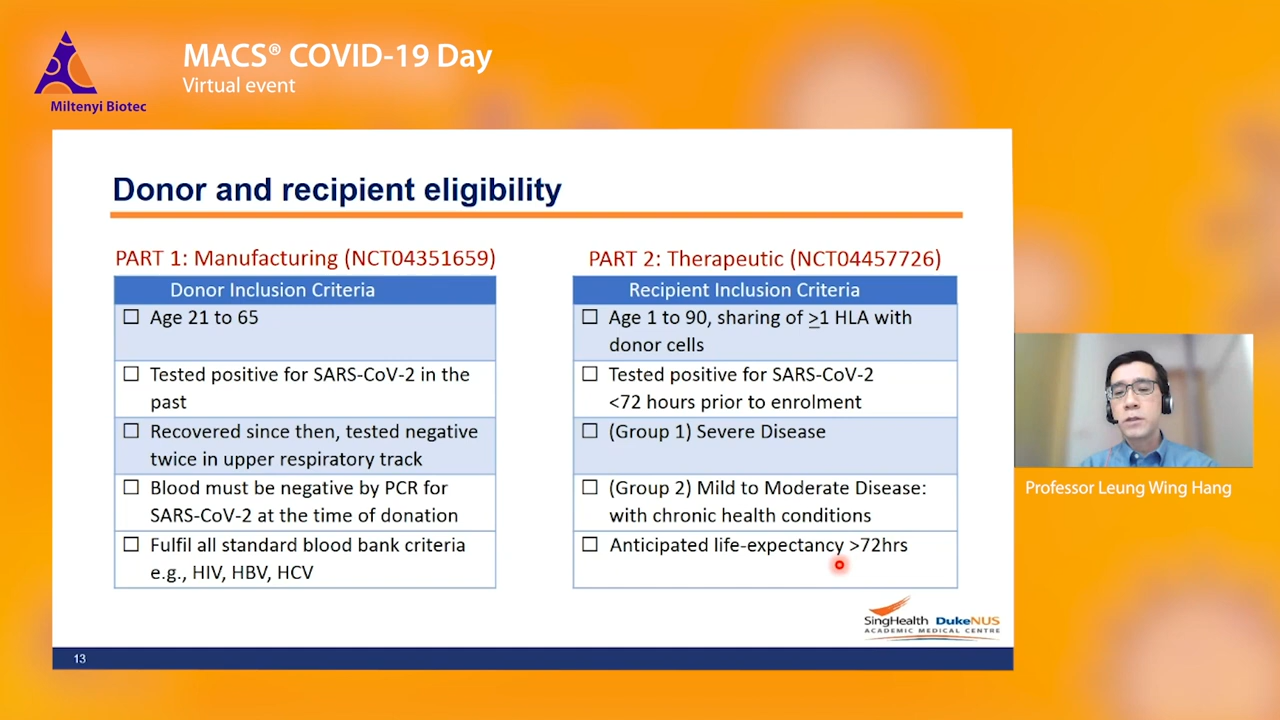 MACS® COVID-19 Day
Virtual event
Miltenyi Biotec
Donor and recipient eligibility
PART 1: Manufacturing (NCT04351659)
Donor Inclusion Criteria
☐ Age 21 to 65
☐ Tested positive for SARS-CoV-2 in the
past
☐ Recovered since then, tested negative
twice in upper respiratory track
☐ Blood must be negative by PCR for
SARS-CoV-2 at the time of donation
☐ Fulfil all standard blood bank criteria
e.g., HIV, HBV, HCV
PART 2: Therapeutic (NCT04457726)
Recipient Inclusion Criteria
☐ Age 1 to 90, sharing of ≥1 HLA with
donor cells
☐ Tested positive for SARS-CoV-2
<72 hours prior to enrolment
☐ (Group 1) Severe Disease
☐ (Group 2) Mild to Moderate Disease:
with chronic health conditions
☐ Anticipated life-expectancy >72hrs
SingHealth DukeNUS
ACADEMIC MEDICAL CENTRE
13
Professor Leung Wing Hang